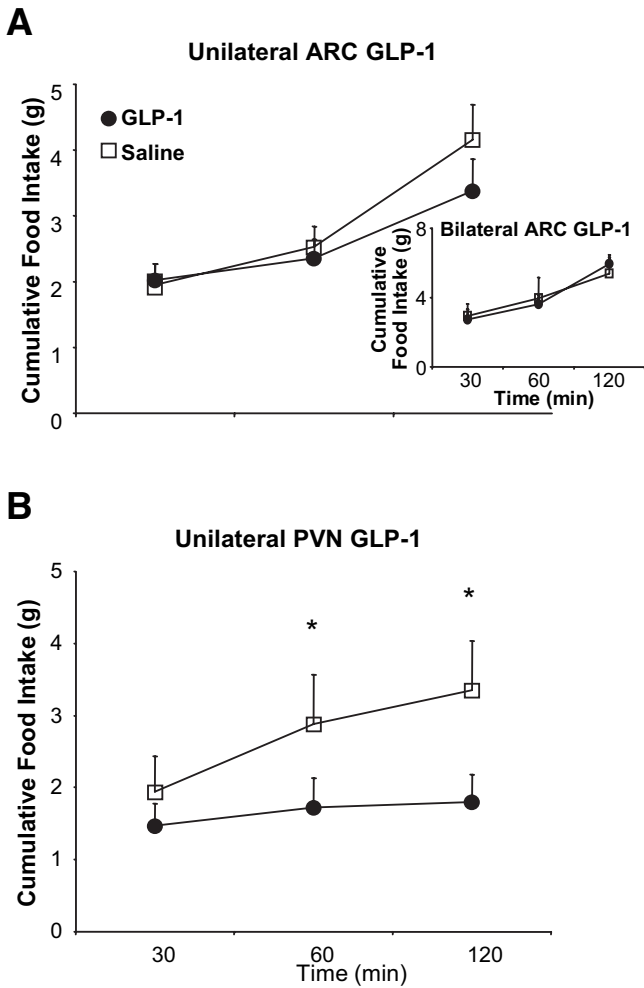 A
Unilateral ARC GLP-1
Cumulative Food Intake (g)
5
4
3
2
1
0
GLP-1
Saline
Bilateral ARC GLP-1
Cumulative
Food Intake (g)
8
4
0
30 60 120
Time (min)
B
Unilateral PVN GLP-1
Cumulative Food Intake (g)
5
4
3
2
1
0
*
*
30 60 120
Time (min)